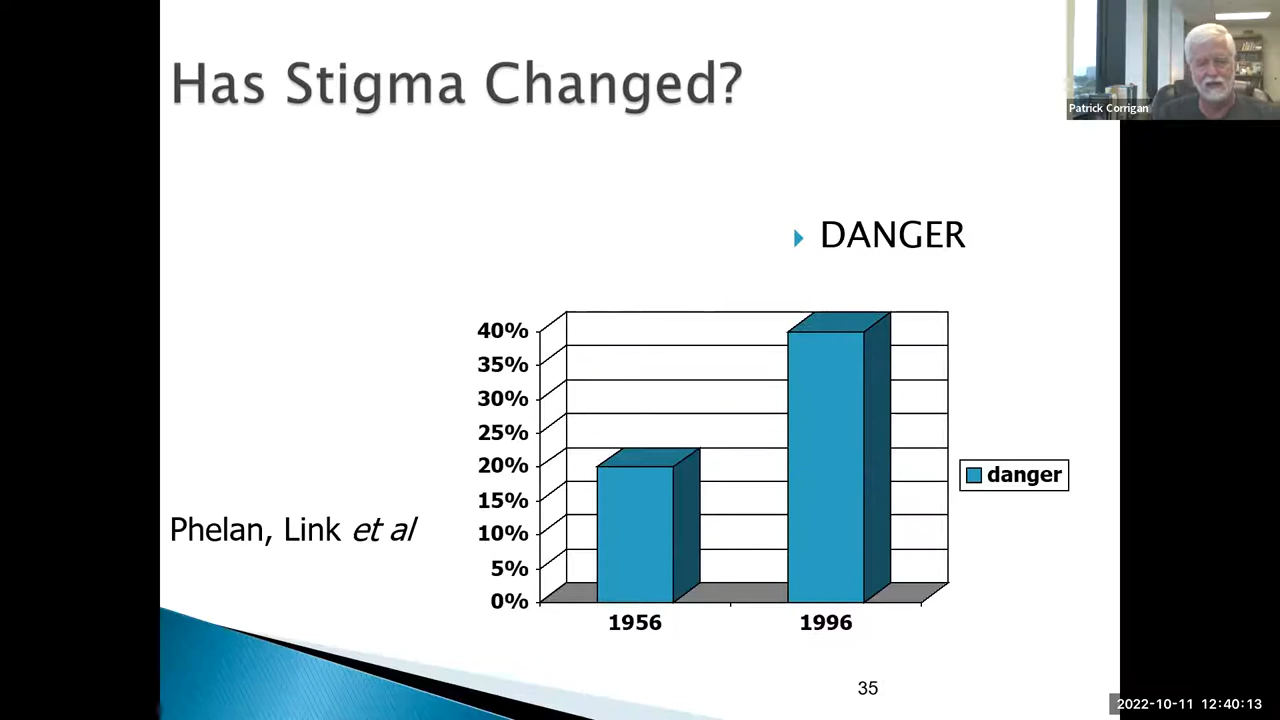 Has Stigma Changed?
Patrick Corrigan
DANGER
40%
35%
30%
25%
20%
15%
10%
5%
0%
1956 1996
danger
Phelan, Link et al
35
2022-10-11 12:40:13